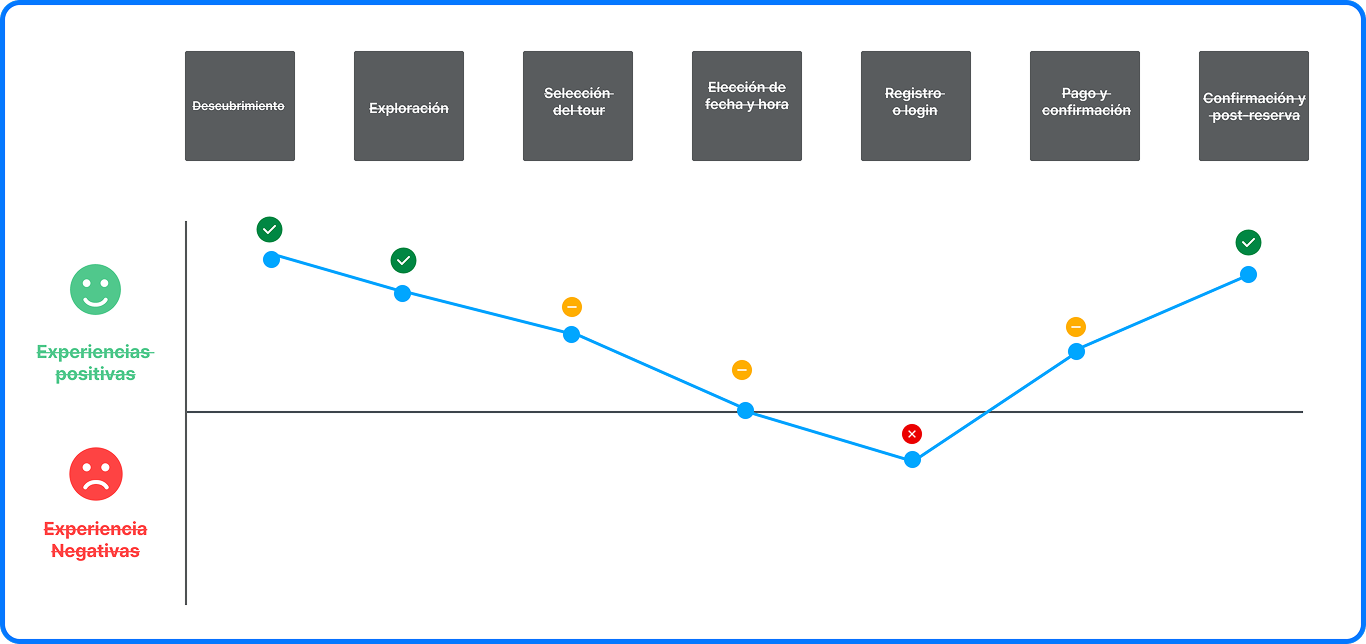 Descubrimiento
Exploración
Selección
del tour
Elección de
fecha y hora
Registro
o login
Pago y
confirmación
Confirmación y
post-reserva
Experiencias
positivas
Experiencia
Negativas